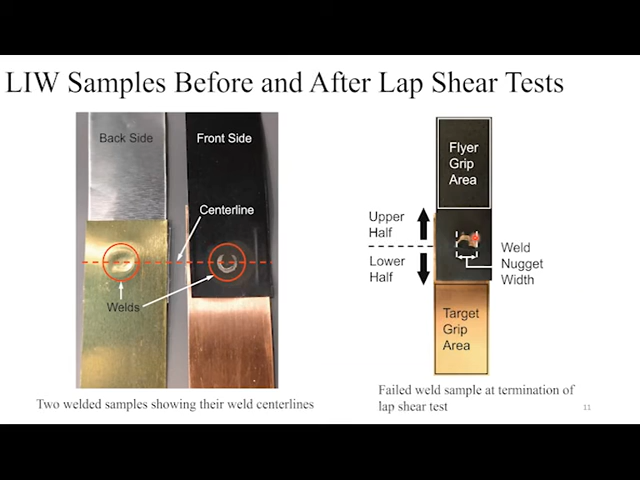 LIW Samples Before and After Lap Shear Tests
Back Side
Front Side
Centerline
Welds
Two welded samples showing their weld centerlines
Flyer
Grip
Area
Upper
Half
Lower
Half
Weld
Nugget
Width
Target
Grip
Area
Failed weld sample at termination of
lap shear test
11